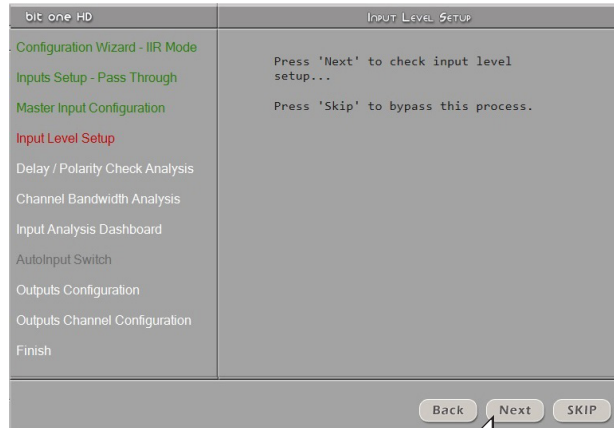 bit one HD
Input Level Setup
Configuration Wizard - IIR Mode
Inputs Setup - Pass Through
Master Input Configuration
Input Level Setup
Delay / Polarity Check Analysis
Channel Bandwidth Analysis
Input Analysis Dashboard
AutoInput Switch
Outputs Configuration
Outputs Channel Configuration
Finish
Press 'Next' to check input level
setup...
Press 'Skip' to bypass this process.
Back Next SKIP